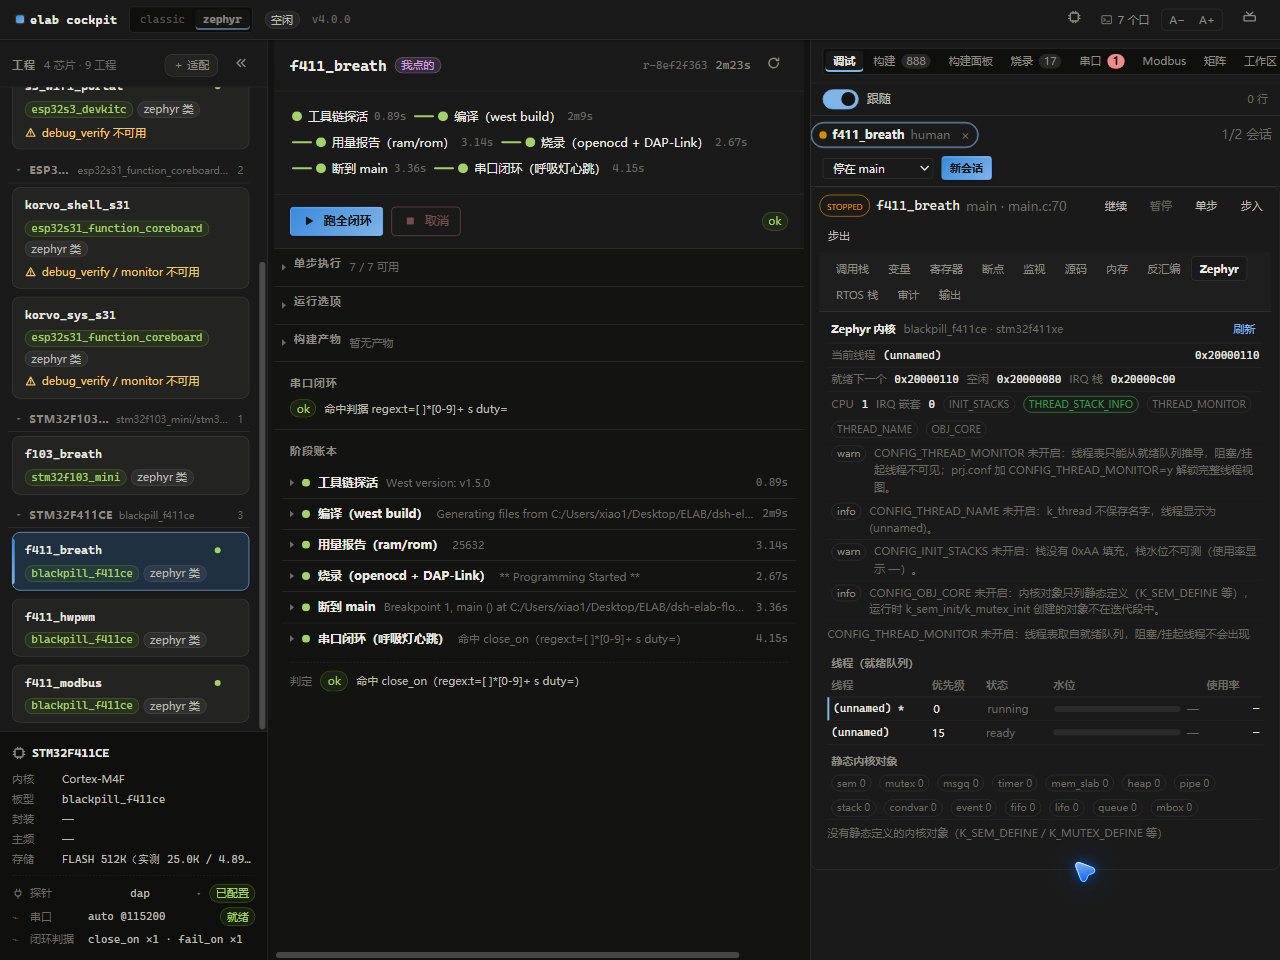 elab cockpit classic zephyr 空闲 v4.0.0 7 个口 A− A+
工程 4 芯片 · 9 工程 + 适配
esp32s3_devkitc zephyr 类
debug_verify 不可用
ESP3... esp32s31_function_coreboard... 2
korvo_shell_s31
esp32s31_function_coreboard
zephyr 类
debug_verify / monitor 不可用
korvo_sys_s31
esp32s31_function_coreboard
zephyr 类
debug_verify / monitor 不可用
STM32F103... stm32f103_mini/stm3... 1
f103_breath
stm32f103_mini zephyr 类
STM32F411CE blackpill_f411ce 3
f411_breath
blackpill_f411ce zephyr 类
f411_hwpwm
blackpill_f411ce zephyr 类
f411_modbus
blackpill_f411ce zephyr 类
STM32F411CE
内核 Cortex-M4F
板型 blackpill_f411ce
封装 —
主频 —
存储 FLASH 512K（实测 25.0K / 4.89...
探针 dap 已配置
串口 auto @115200 就绪
闭环判据 close_on ×1 · fail_on ×1
f411_breath 我点的 r-8ef2f363 2m23s
工具链探活 0.89s 编译（west build） 2m9s
用量报告（ram/rom） 3.14s 烧录（openocd + DAP-Link） 2.67s
断到 main 3.36s 串口闭环（呼吸灯心跳） 4.15s
跑全闭环 取消 ok
单步执行 7 / 7 可用
运行选项
构建产物 暂无产物
串口闭环
ok 命中判据 regex:t=[ ]*[0-9]+ s duty=
阶段账本
工具链探活 West version: v1.5.0 0.89s
编译（west build） Generating files from C:/Users/xiao1/Desktop/ELAB/dsh-el... 2m9s
用量报告（ram/rom） 25632 3.14s
烧录（openocd + DAP-Link） ** Programming Started ** 2.67s
断到 main Breakpoint 1, main () at C:/Users/xiao1/Desktop/ELAB/dsh-elab-flo... 3.36s
串口闭环（呼吸灯心跳） 命中 close_on（regex:t=[ ]*[0-9]+ s duty=） 4.15s
判定 ok 命中 close_on（regex:t=[ ]*[0-9]+ s duty=）
调试 构建 888 构建面板 烧录 17 串口 1 Modbus 矩阵 工作区
跟随 0 行
f411_breath human × 1/2 会话
停在 main 新会话
STOPPED f411_breath main · main.c:70 继续 暂停 单步 步入
步出
调用栈 变量 寄存器 断点 监视 源码 内存 反汇编 Zephyr
RTOS 栈 审计 输出
Zephyr 内核 blackpill_f411ce · stm32f411xe 刷新
当前线程 (unnamed) 0x20000110
就绪下一个 0x20000110 空闲 0x20000080 IRQ 栈 0x20000c00
CPU 1 IRQ 嵌套 0 INIT_STACKS THREAD_STACK_INFO THREAD_MONITOR
THREAD_NAME OBJ_CORE
warn CONFIG_THREAD_MONITOR 未开启：线程表只能从就绪队列推导，阻塞/挂
起线程不可见；prj.conf 加 CONFIG_THREAD_MONITOR=y 解锁完整线程视
图。
info CONFIG_THREAD_NAME 未开启：k_thread 不保存名字，线程显示为
(unnamed)。
warn CONFIG_INIT_STACKS 未开启：栈没有 0xAA 填充，栈水位不可测（使用率显
示 —）。
info CONFIG_OBJ_CORE 未开启：内核对象只列静态定义（K_SEM_DEFINE 等），
运行时 k_sem_init/k_mutex_init 创建的对象不在迭代段中。
CONFIG_THREAD_MONITOR 未开启：线程表取自就绪队列，阻塞/挂起线程不会出现
线程（就绪队列）
线程 优先级 状态 水位 使用率
(unnamed) * 0 running — —
(unnamed) 15 ready — —
静态内核对象
sem 0 mutex 0 msgq 0 timer 0 mem_slab 0 heap 0 pipe 0
stack 0 condvar 0 event 0 fifo 0 lifo 0 queue 0 mbox 0
没有静态定义的内核对象（K_SEM_DEFINE / K_MUTEX_DEFINE 等）